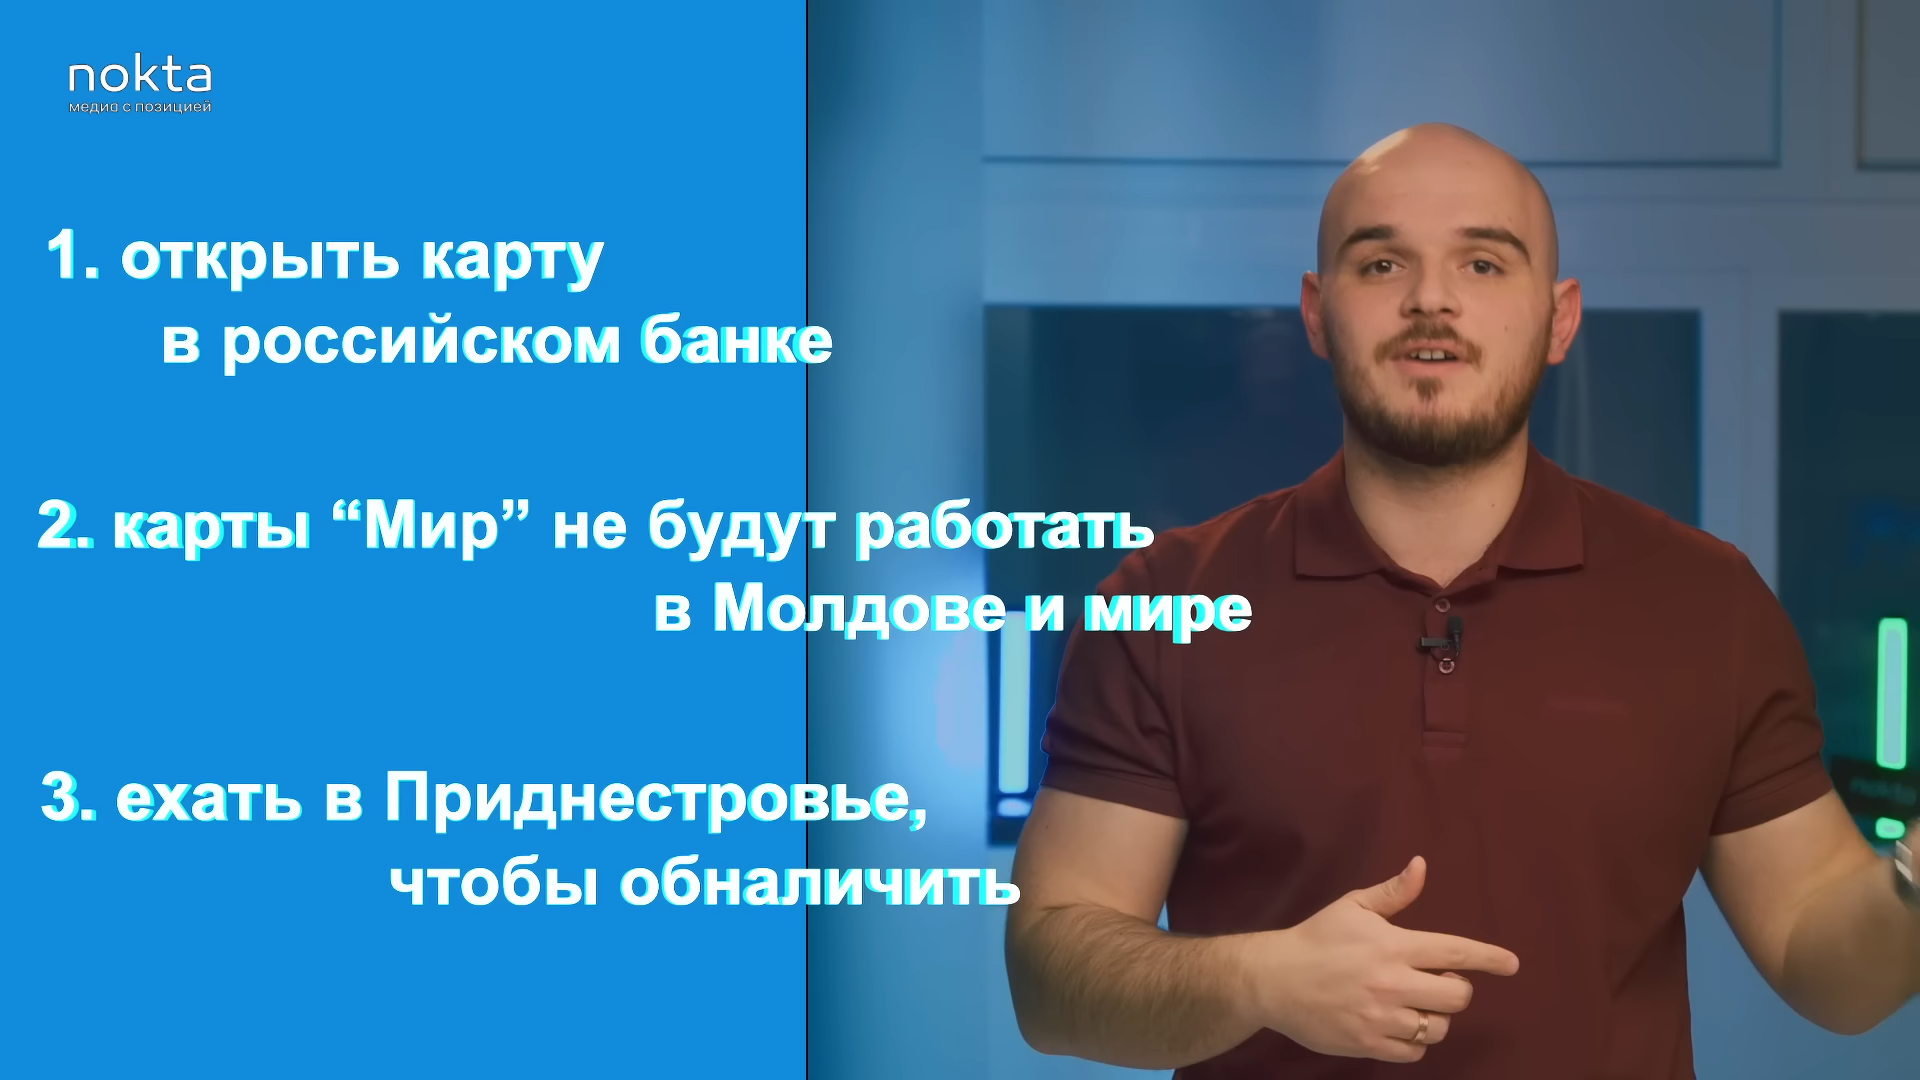 nokta
медиа с позицией
1. открыть карту
в российском банке
2. карты “Мир” не будут работать
в Молдове и мире
3. ехать в Приднестровье,
чтобы обналичить